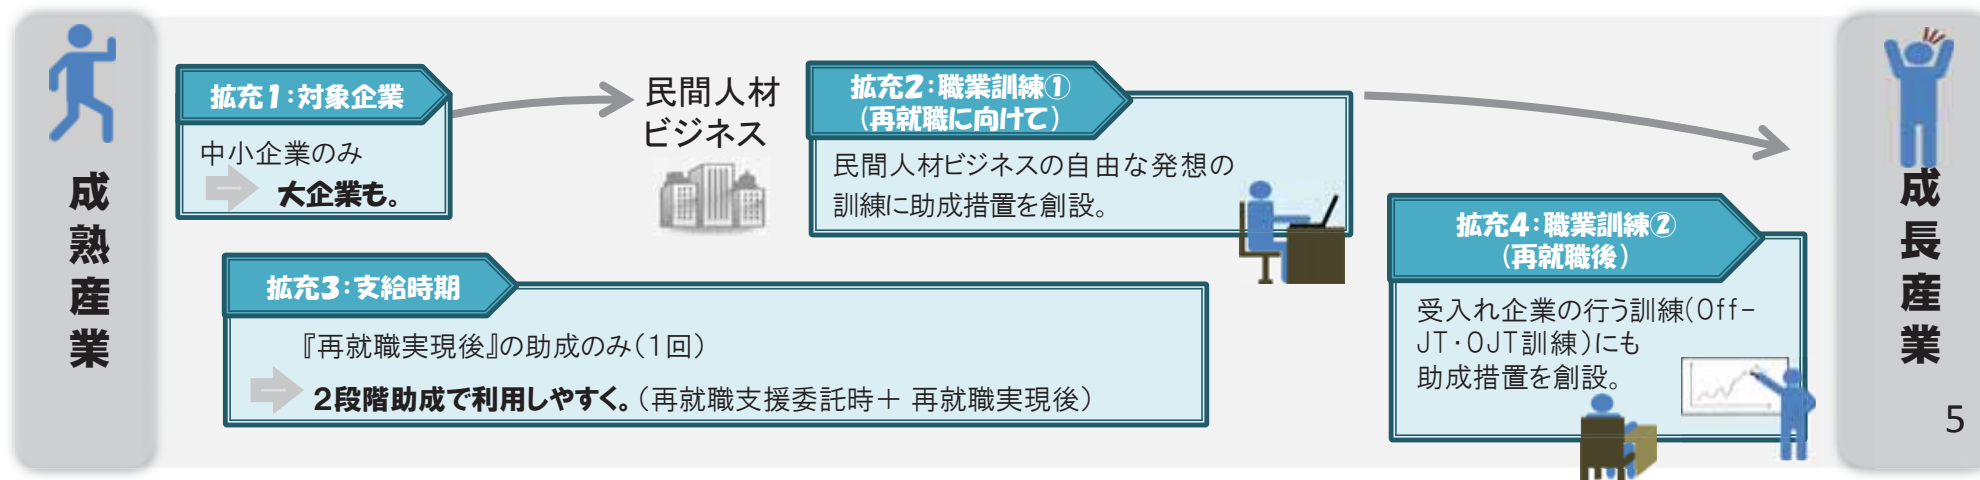 成熟産業
拡充1:対象企業
中小企業のみ
大企業も。
民間人材
ビジネス
拡充2:職業訓練①
(再就職に向けて)
民間人材ビジネスの自由な発想の
訓練に助成措置を創設。
拡充3:支給時期
『再就職実現後』の助成のみ(1回)
2段階助成で利用しやすく。(再就職支援委託時+ 再就職実現後)
拡充4:職業訓練②
(再就職後)
受入れ企業の行う訓練(Off-
JT・OJT訓練)にも
助成措置を創設。
成長産業
5